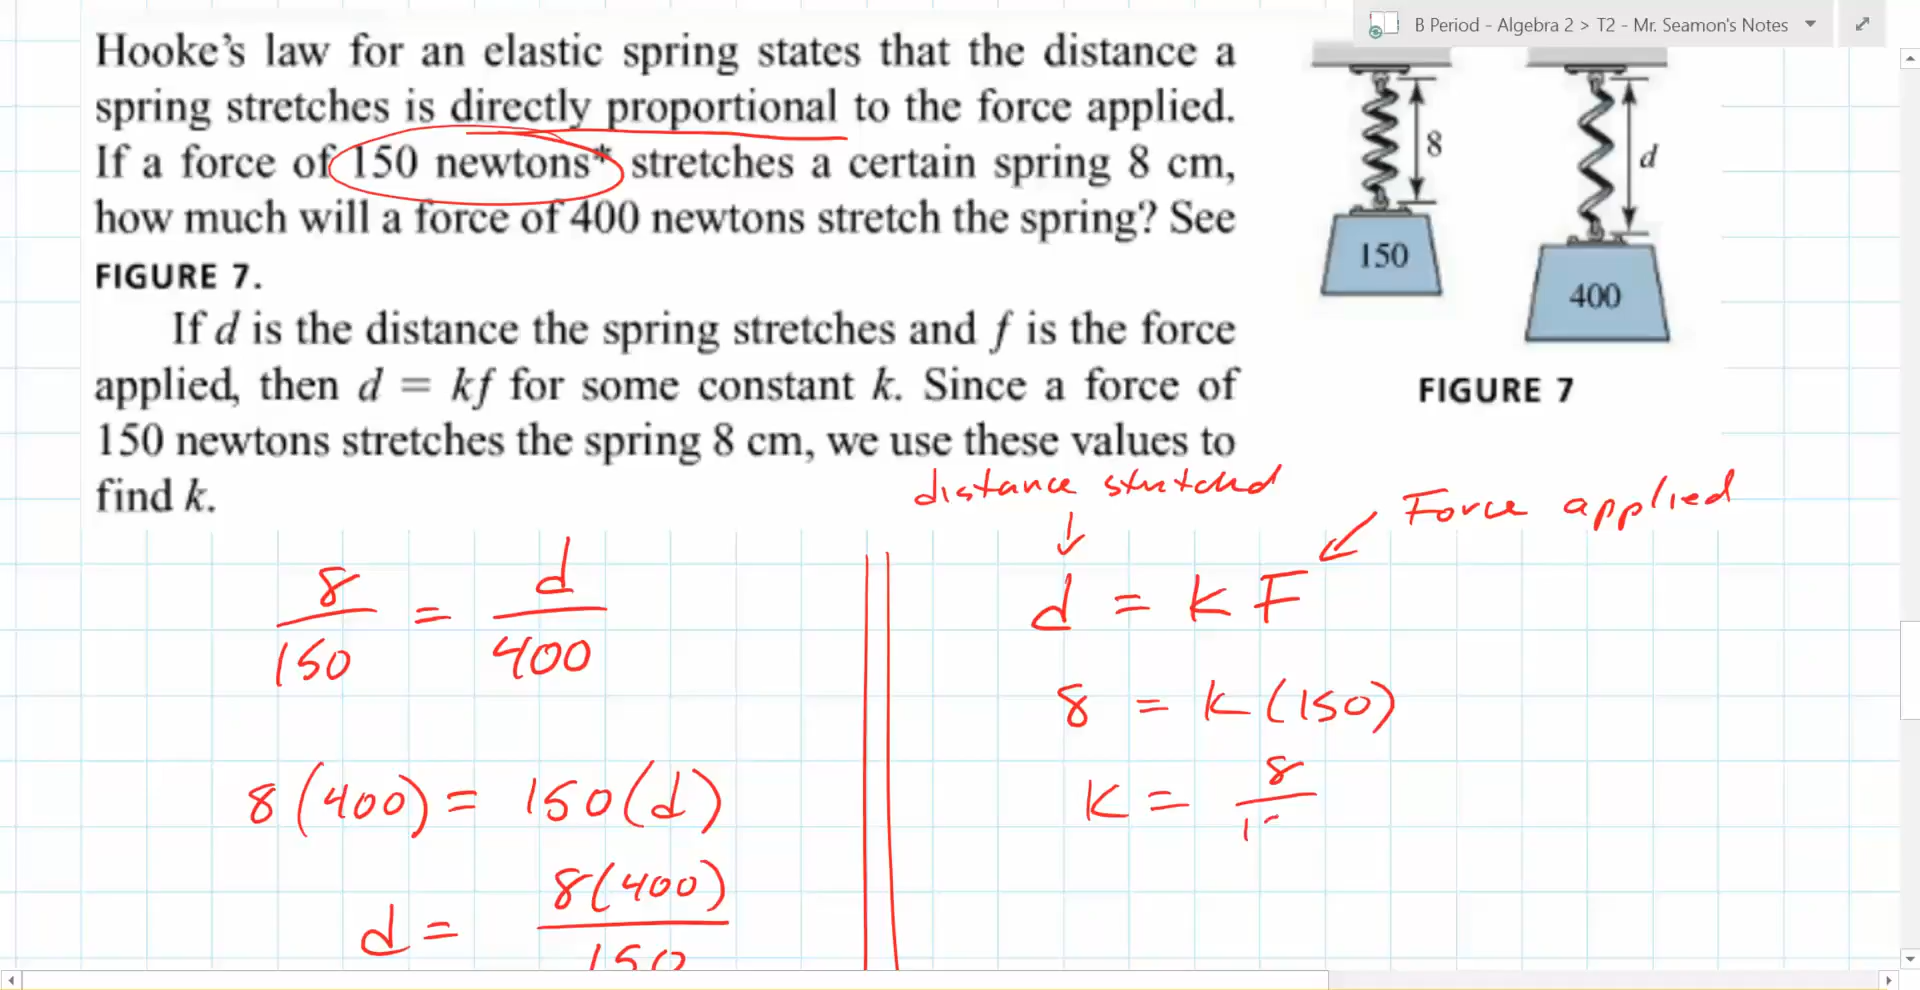 B Period - Algebra 2 > T2 - Mr. Seamon's Notes
Hooke's law for an elastic spring states that the distance a
spring stretches is directly proportional to the force applied.
If a force of 150 newtons* stretches a certain spring 8 cm,
how much will a force of 400 newtons stretch the spring? See
FIGURE 7.
If d is the distance the spring stretches and f is the force
applied, then d = kf for some constant k. Since a force of
150 newtons stretches the spring 8 cm, we use these values to
find k.
8
d
150
400
FIGURE 7
8/150 = d/400
8(400) = 150(d)
d = 8(400)/150
distance stretched
Force applied
d = k F
8 = k(150)
k = 8/